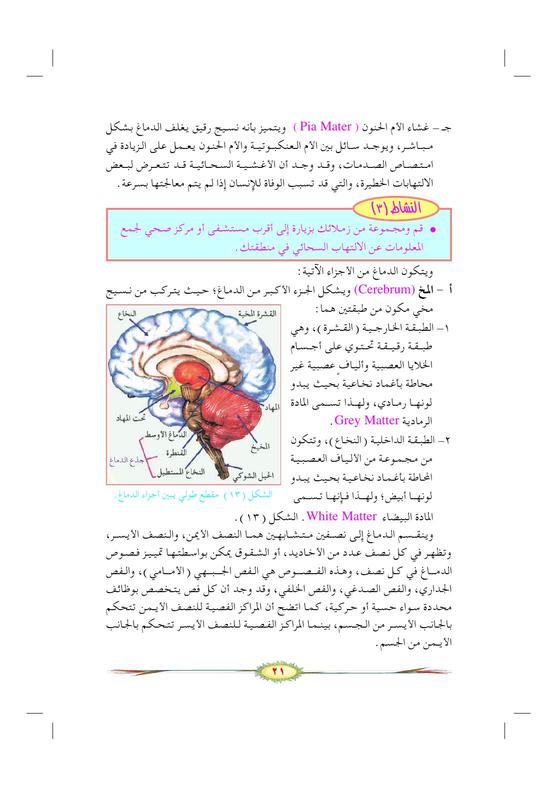 جـ - غشاء الأم الحنون ( Pia Mater ) ويتميز بأنه نسيج رقيق يغلف الدماغ بشكل
مباشر، ويوجد سائل بين الأم العنكبوتية والأم الحنون يعمل على الزيادة في
امتصاص الصدمات، وقد وجد أن الأغشية السحائية قد تتعرض لبعض
الالتهابات الخطيرة، والتي قد تسبب الوفاة للإنسان إذا لم يتم معالجتها بسرعة.
النشاط (٣)
● قم ومجموعة من زملائك بزيارة إلى أقرب مستشفى أو مركز صحي لجمع
المعلومات عن الالتهاب السحائي في منطقتك.
ويتكون الدماغ من الأجزاء الآتية:
أ - المخ (Cerebrum) ويشكل الجزء الأكبر من الدماغ؛ حيث يتركب من نسيج
مخي مكون من طبقتين هما:
١- الطبقة الخارجية ( القشرة )، وهي
طبقة رقيقة تحتوي على أجسام
الخلايا العصبية وألياف عصبية غير
محاطة بأغماد نخاعية بحيث يبدو
لونها رمادي، ولهذا تسمى المادة
الرمادية Grey Matter .
٢- الطبقة الداخلية ( النخاع )، وتتكون
من مجموعة من الألياف العصبية
المحاطة بأغماد نخاعية بحيث يبدو
لونها أبيض؛ ولهذا فإنها تسمى
المادة البيضاء White Matter . الشكل ( ١٣ ).
القشرة المخية
النخاع
المهاد
تحت المهاد
الدماغ الأوسط
القنطرة
جذع الدماغ
النخاع المستطيل
المخيخ
الحبل الشوكي
الشكل ( ١٣ ) مقطع طولي يبين أجزاء الدماغ.
وينقسم الدماغ إلى نصفين متشابهين هما النصف الأيمن، والنصف الأيسر،
وتظهر في كل نصف عدد من الأخاديد، أو الشقوق يمكن بواسطتها تمييز فصوص
الدماغ في كل نصف، وهذه الفصوص هي الفص الجبهي ( الأمامي )، والفص
الجداري، والفص الصدغي، والفص الخلفي، وقد وجد أن كل فص يتخصص بوظائف
محددة سواء حسية أو حركية، كما اتضح أن المراكز الفصية للنصف الأيمن تتحكم
بالجانب الأيسر من الجسم، بينما المراكز الفصية للنصف الأيسر تتحكم بالجانب
الأيمن من الجسم.
٢١